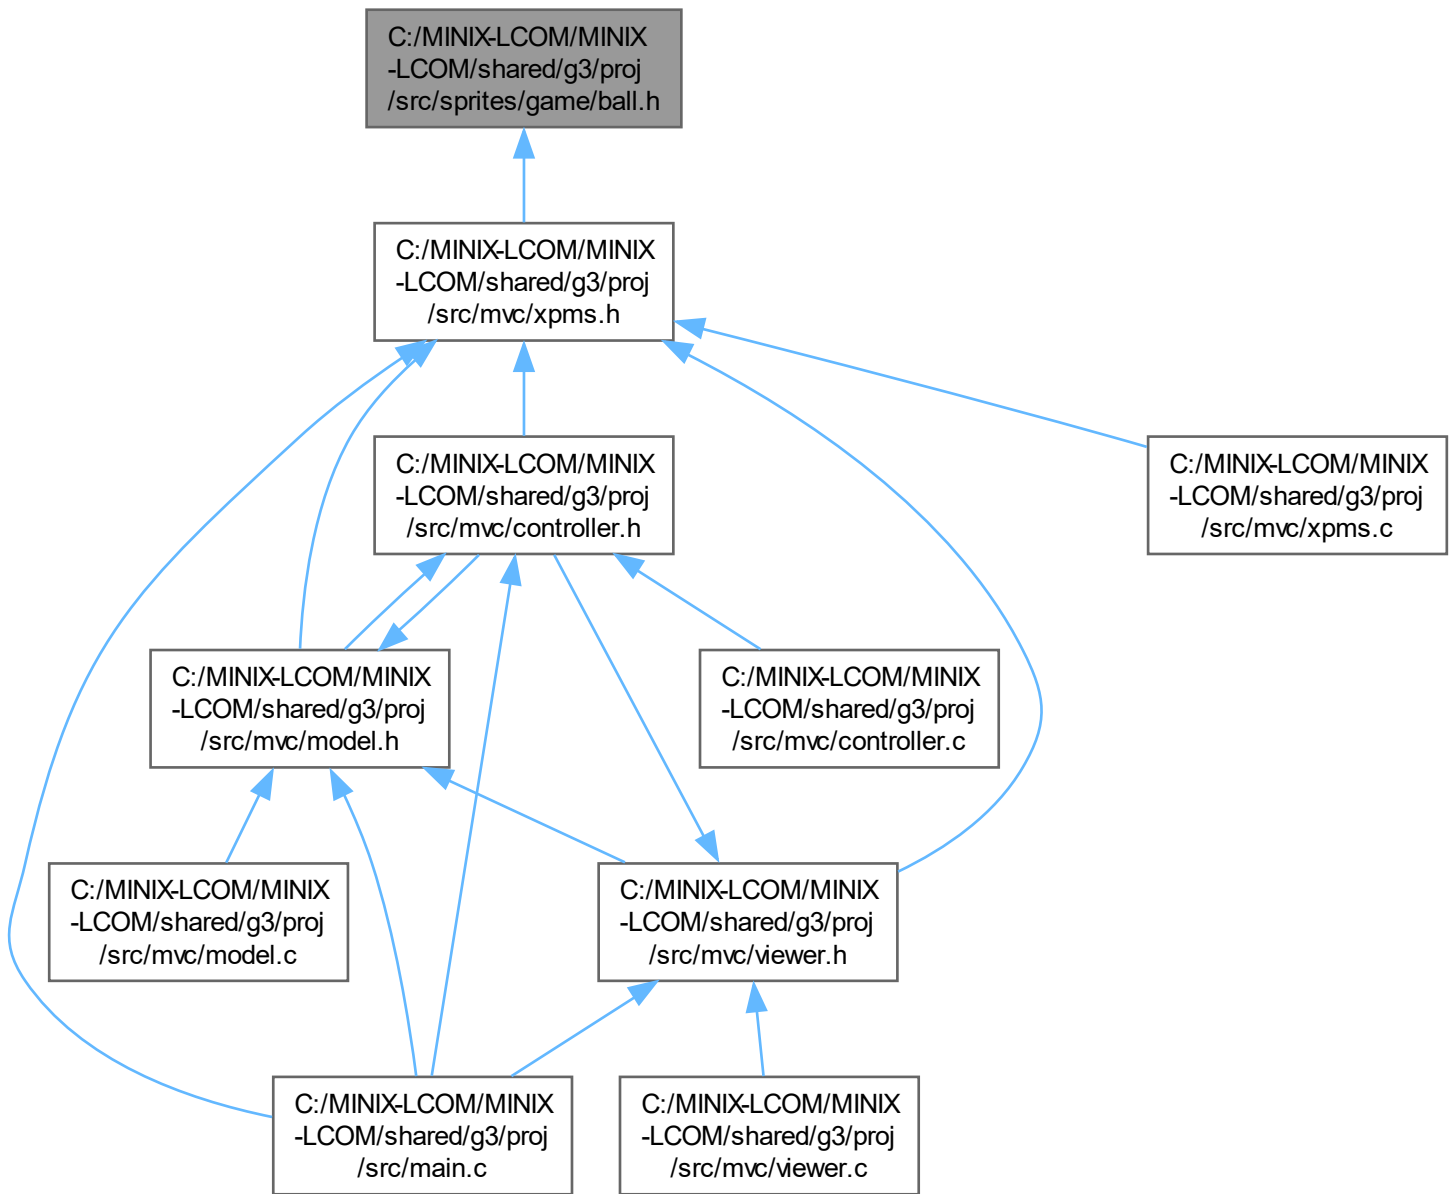 C:/MINIX-LCOM/MINIX
-LCOM/shared/g3/proj
/src/sprites/game/ball.h
C:/MINIX-LCOM/MINIX
-LCOM/shared/g3/proj
/src/mvc/xpms.h
C:/MINIX-LCOM/MINIX
-LCOM/shared/g3/proj
/src/mvc/controller.h
C:/MINIX-LCOM/MINIX
-LCOM/shared/g3/proj
/src/mvc/xpms.c
C:/MINIX-LCOM/MINIX
-LCOM/shared/g3/proj
/src/mvc/model.h
C:/MINIX-LCOM/MINIX
-LCOM/shared/g3/proj
/src/mvc/controller.c
C:/MINIX-LCOM/MINIX
-LCOM/shared/g3/proj
/src/mvc/model.c
C:/MINIX-LCOM/MINIX
-LCOM/shared/g3/proj
/src/mvc/viewer.h
C:/MINIX-LCOM/MINIX
-LCOM/shared/g3/proj
/src/main.c
C:/MINIX-LCOM/MINIX
-LCOM/shared/g3/proj
/src/mvc/viewer.c